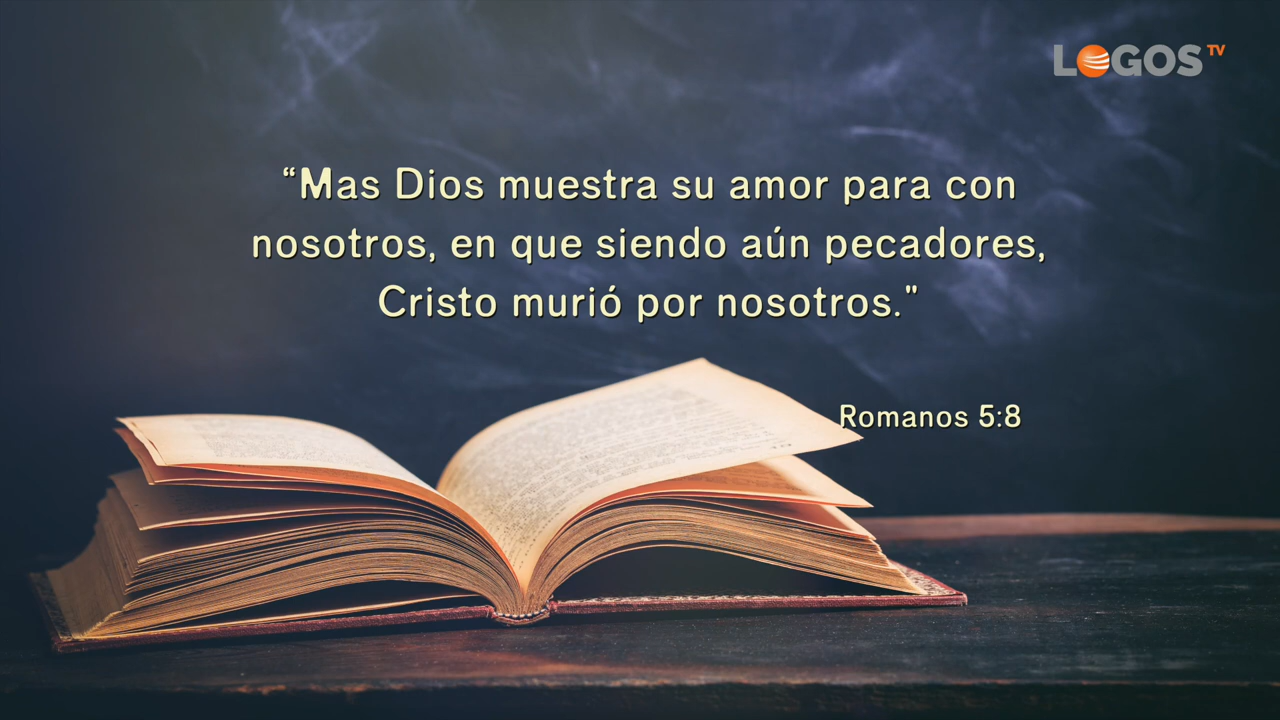 LOGOS TV
“Mas Dios muestra su amor para con
nosotros, en que siendo aún pecadores,
Cristo murió por nosotros."
Romanos 5:8